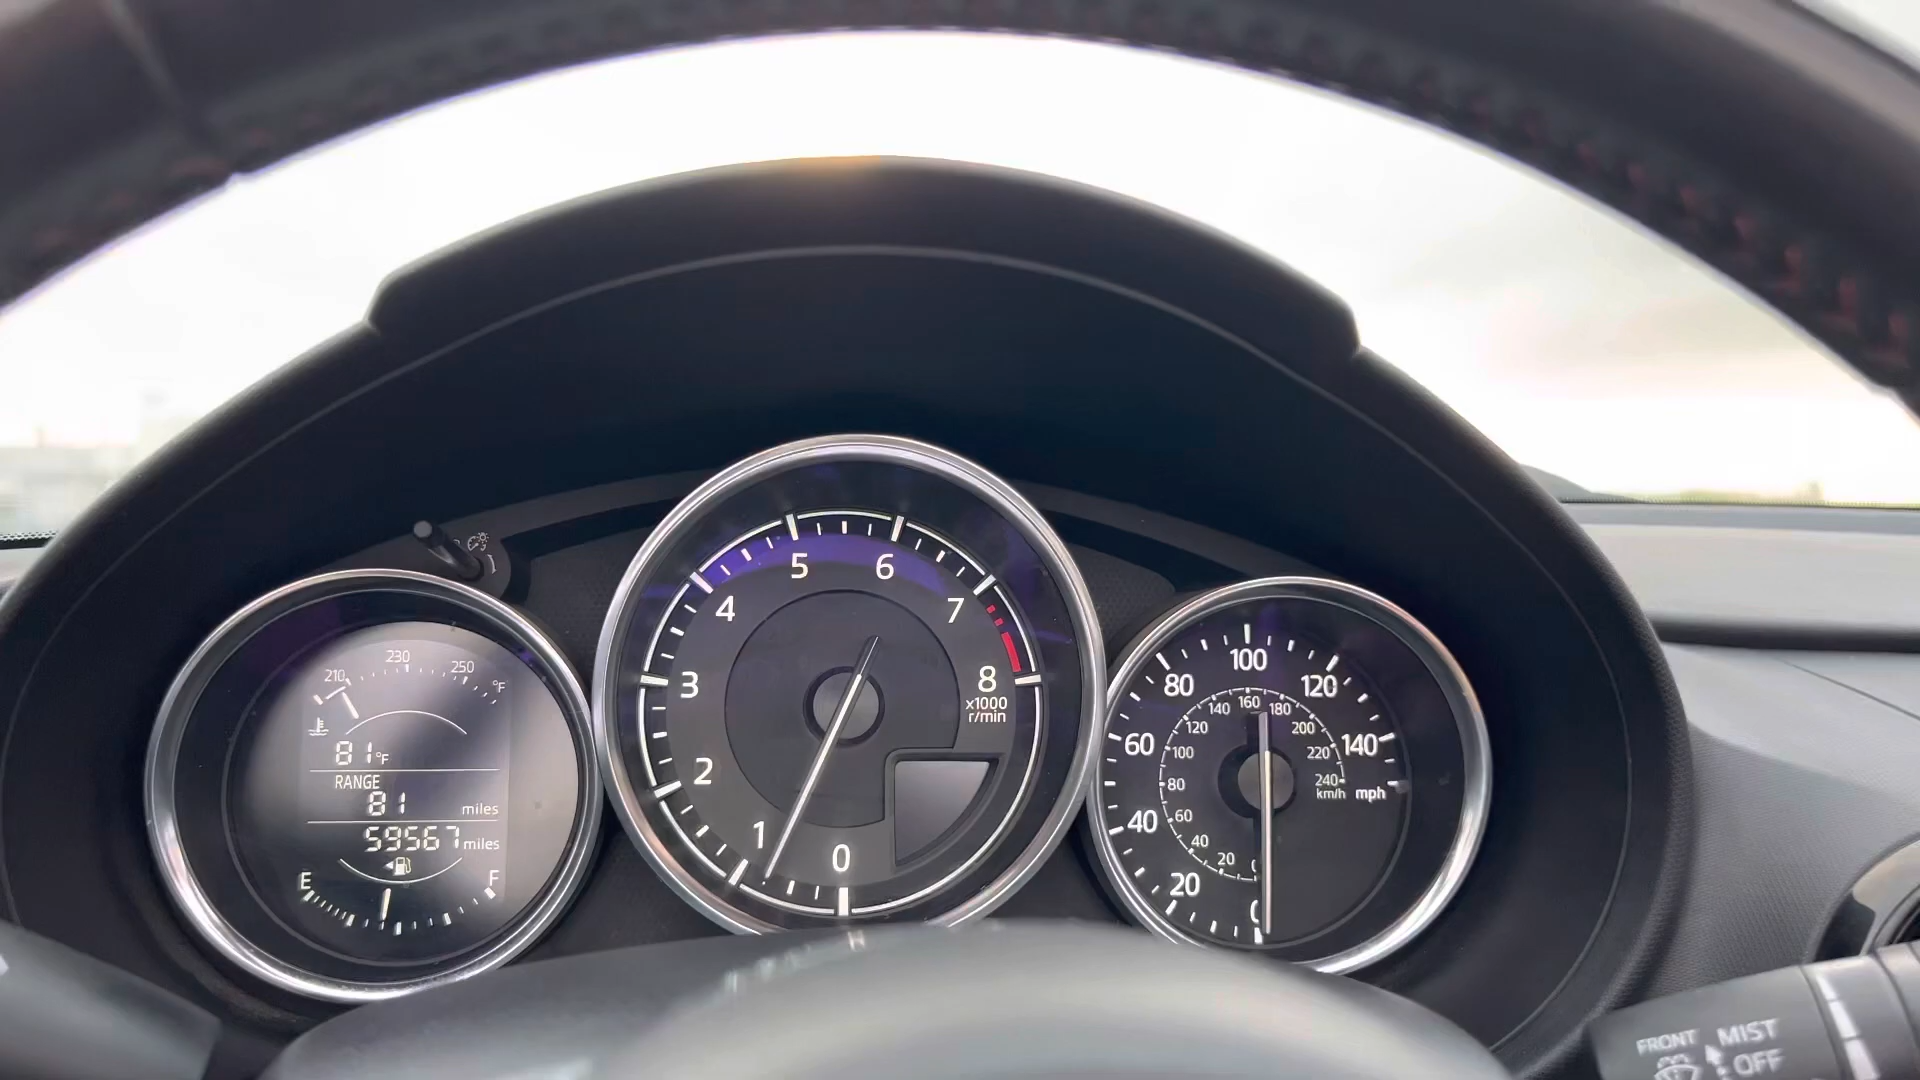 210 230 250 °F
81 °F
RANGE
81 miles
59567 miles
E F
0 1 2 3 4 5 6 7 8
x1000
r/min
0 20 40 60 80 100 120 140
mph
0 20 40 60 80 100 120 140 160 180 200 220 240
km/h
FRONT MIST
OFF